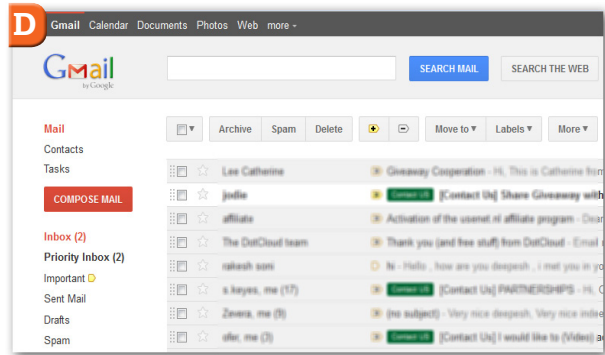 D
Gmail Calendar Documents Photos Web more
Gmail
by Google
SEARCH MAIL SEARCH THE WEB
Mail
Archive Spam Delete Move to Labels More
Contacts
Tasks
COMPOSE MAIL
Lee Catherine Giveaway Cooperation - Hi, This is Catherine from
jodie Contact Us [Contact Us] Share Giveaway with
Inbox (2)
affiliate Activation of the usenet.nl affiliate program - Dear
Priority Inbox (2)
The DotCloud team Thank you (and free stuff) from DotCloud - Email
Important
rakesh soni hi - Hello , how are you deepesh , i met you in yo
Sent Mail
s.keyes, me (17) Contact Us [Contact Us] PARTNERSHIPS - Hi,
Drafts
Zevera, me (9) (no subject) - Very nice deepesh, Very nice
Spam
ofer, me (3) Contact Us [Contact Us] I would like to (Video)